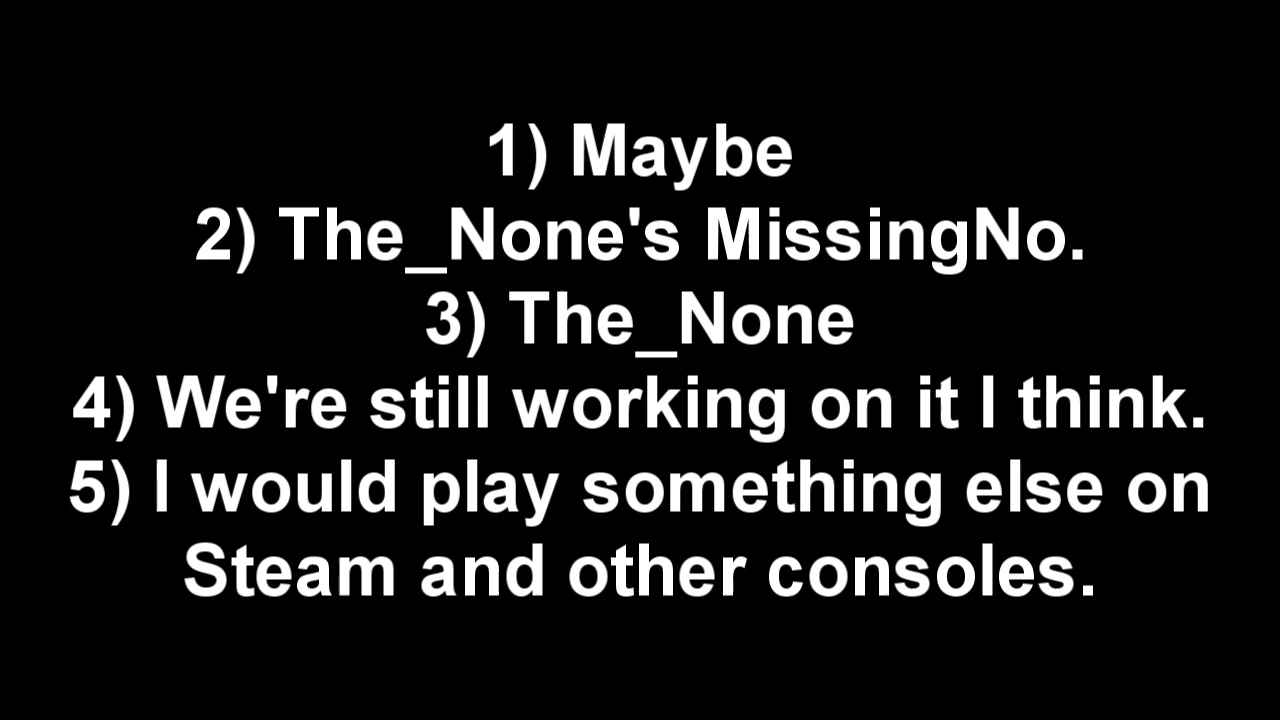 1) Maybe
2) The_None's MissingNo.
3) The_None
4) We're still working on it I think.
5) I would play something else on
Steam and other consoles.